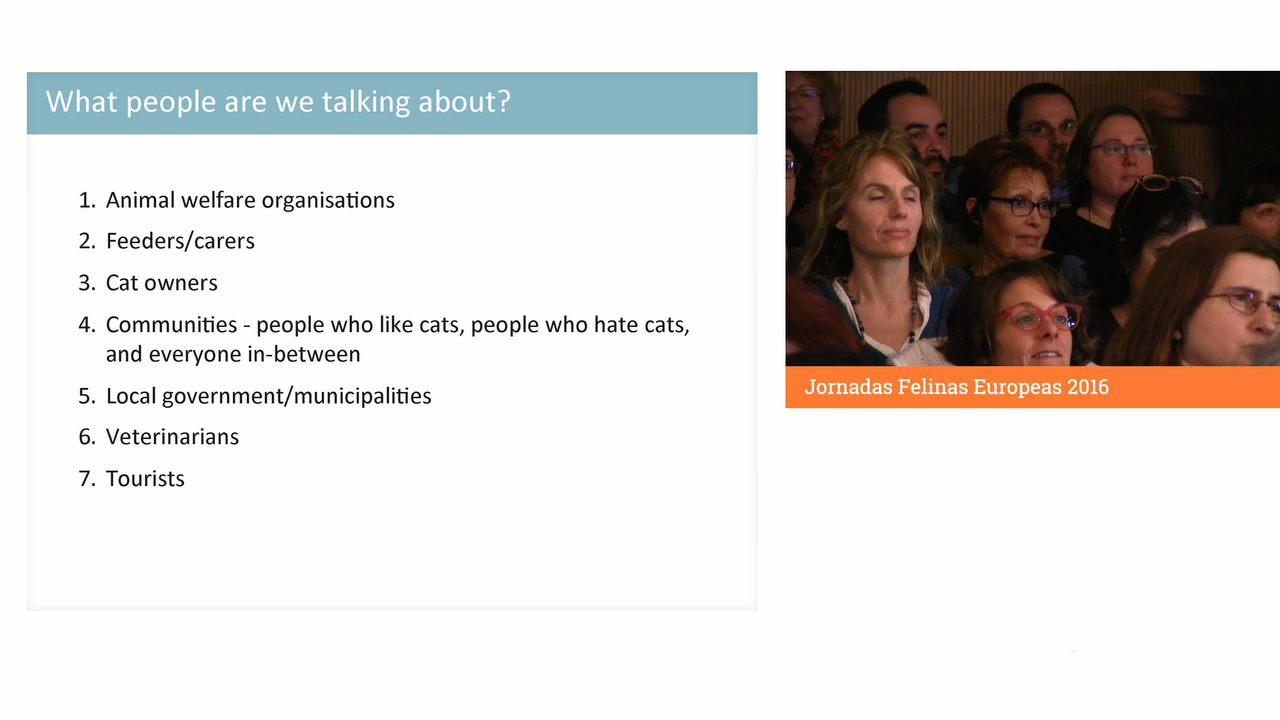 What people are we talking about?
1. Animal welfare organisations
2. Feeders/carers
3. Cat owners
4. Communities - people who like cats, people who hate cats,
and everyone in-between
5. Local government/municipalities
6. Veterinarians
7. Tourists
Jornadas Felinas Europeas 2016